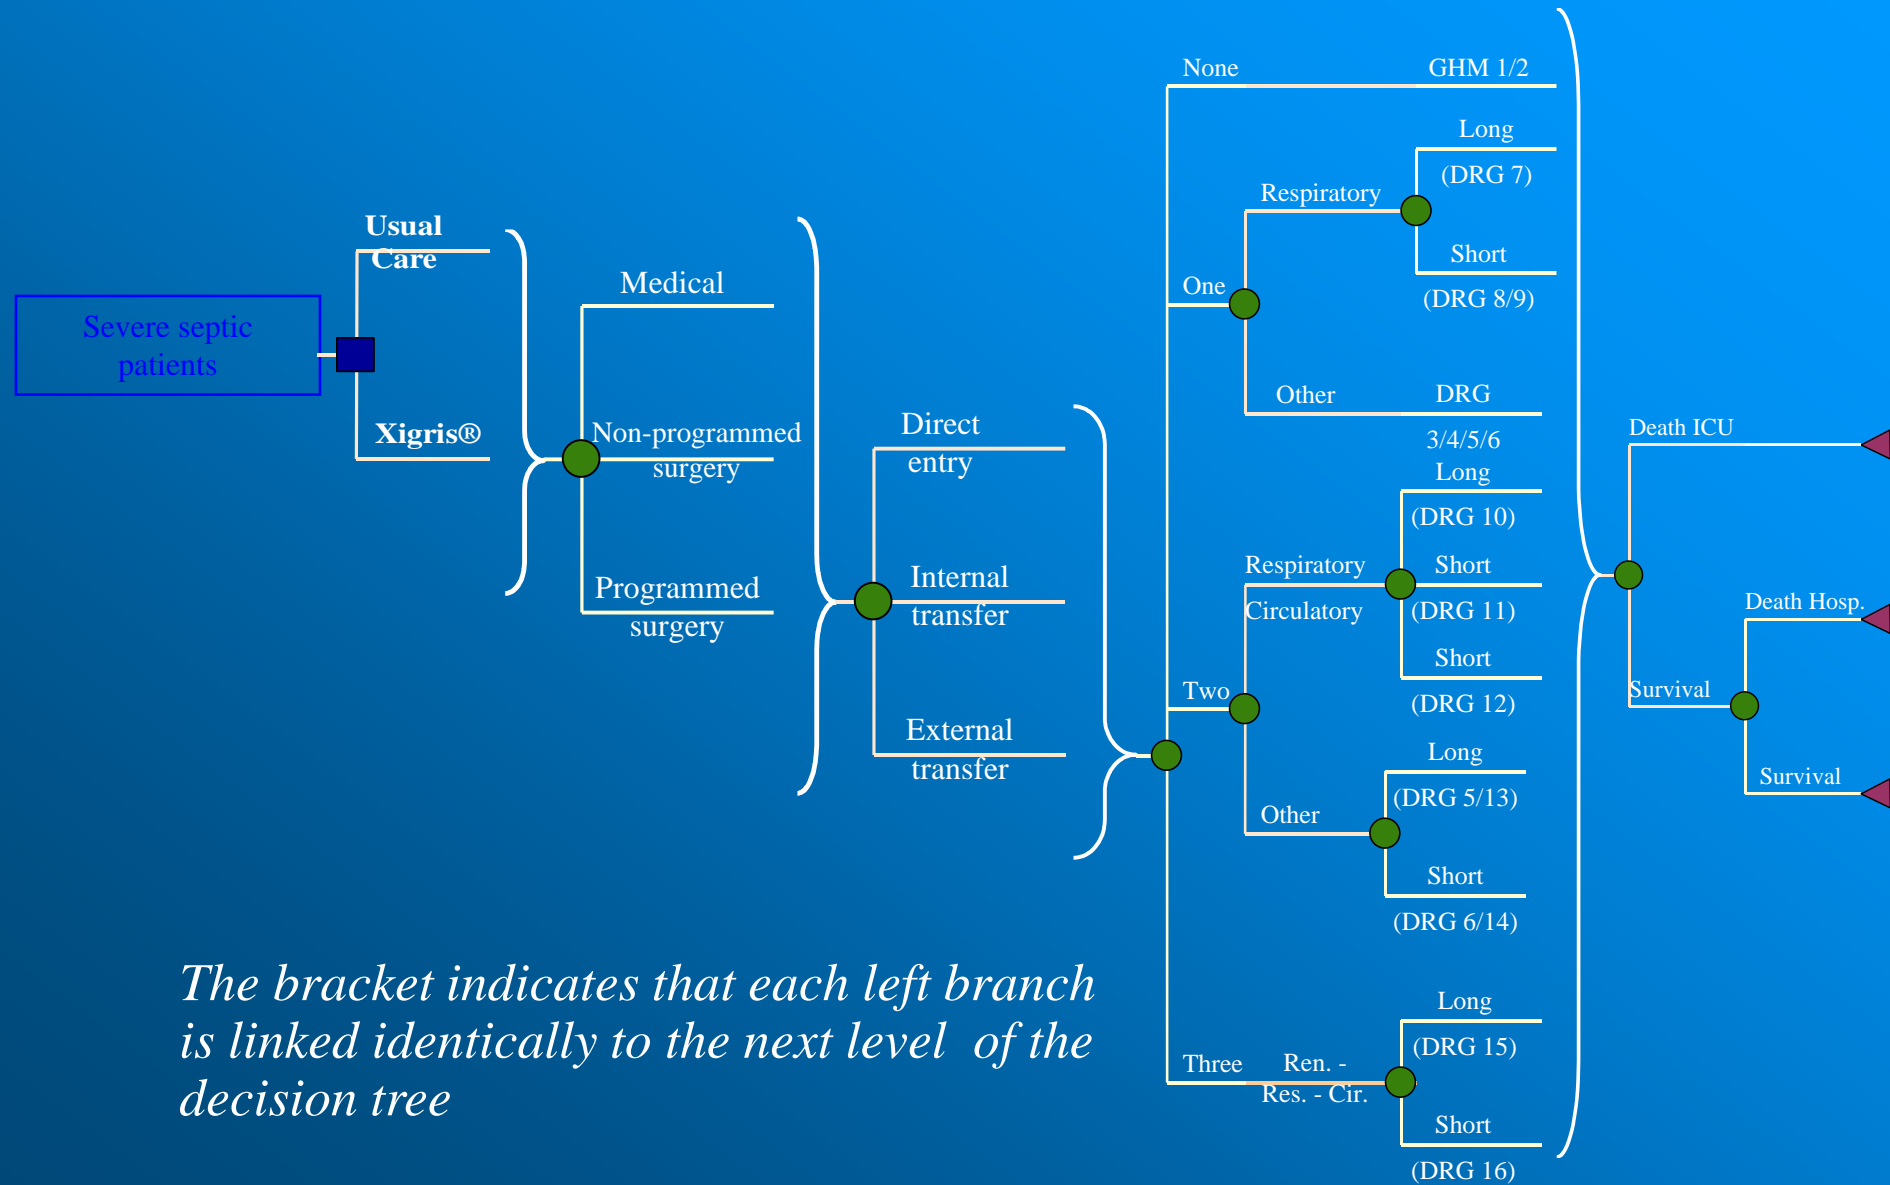 Severe septic
patients
Usual
Care
Xigris®
Medical
Non-programmed
surgery
Programmed
surgery
Direct
entry
Internal
transfer
External
transfer
None
GHM 1/2
One
Respiratory
Long
(DRG 7)
Short
(DRG 8/9)
Other
DRG
3/4/5/6
Two
Respiratory
Circulatory
Long
(DRG 10)
Short
(DRG 11)
Short
(DRG 12)
Other
Long
(DRG 5/13)
Short
(DRG 6/14)
Three
Ren. -
Res. - Cir.
Long
(DRG 15)
Short
(DRG 16)
Death ICU
Survival
Death Hosp.
Survival
The bracket indicates that each left branch
is linked identically to the next level  of the
decision tree